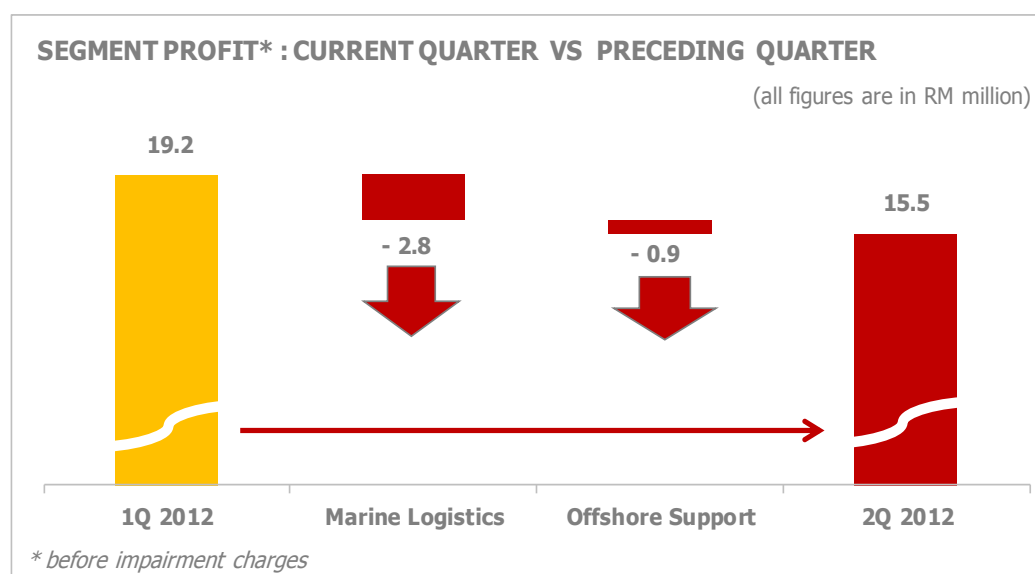 SEGMENT PROFIT* : CURRENT QUARTER VS PRECEDING QUARTER
(all figures are in RM million)
19.2
15.5
- 2.8
- 0.9
1Q 2012
Marine Logistics
Offshore Support
2Q 2012
* before impairment charges